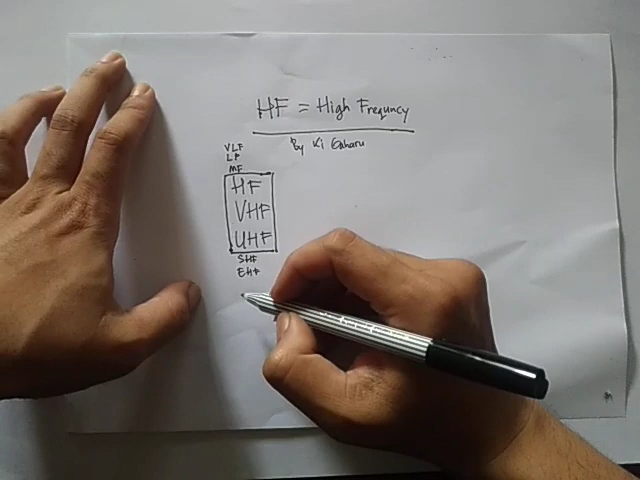 HF = High Frequncy
By Ki Gaharu
VLF
LF
MF
HF
VHF
UHF
SHF
EHF